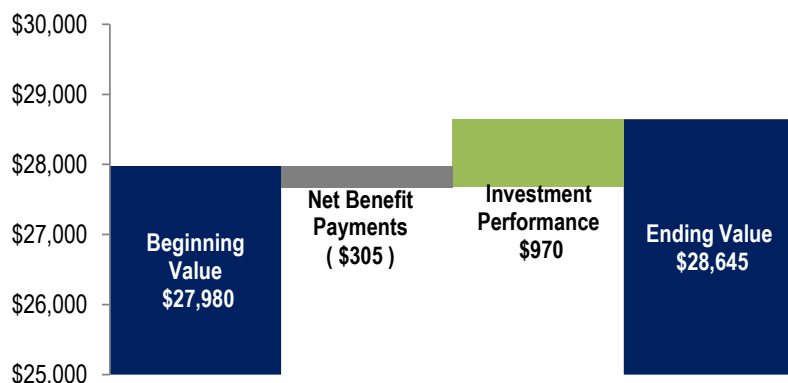 $30,000
$29,000
$28,000
$27,000
$26,000
$25,000
Beginning
Value
$27,980
Net Benefit
Payments
( $305 )
Investment
Performance
$970
Ending Value
$28,645